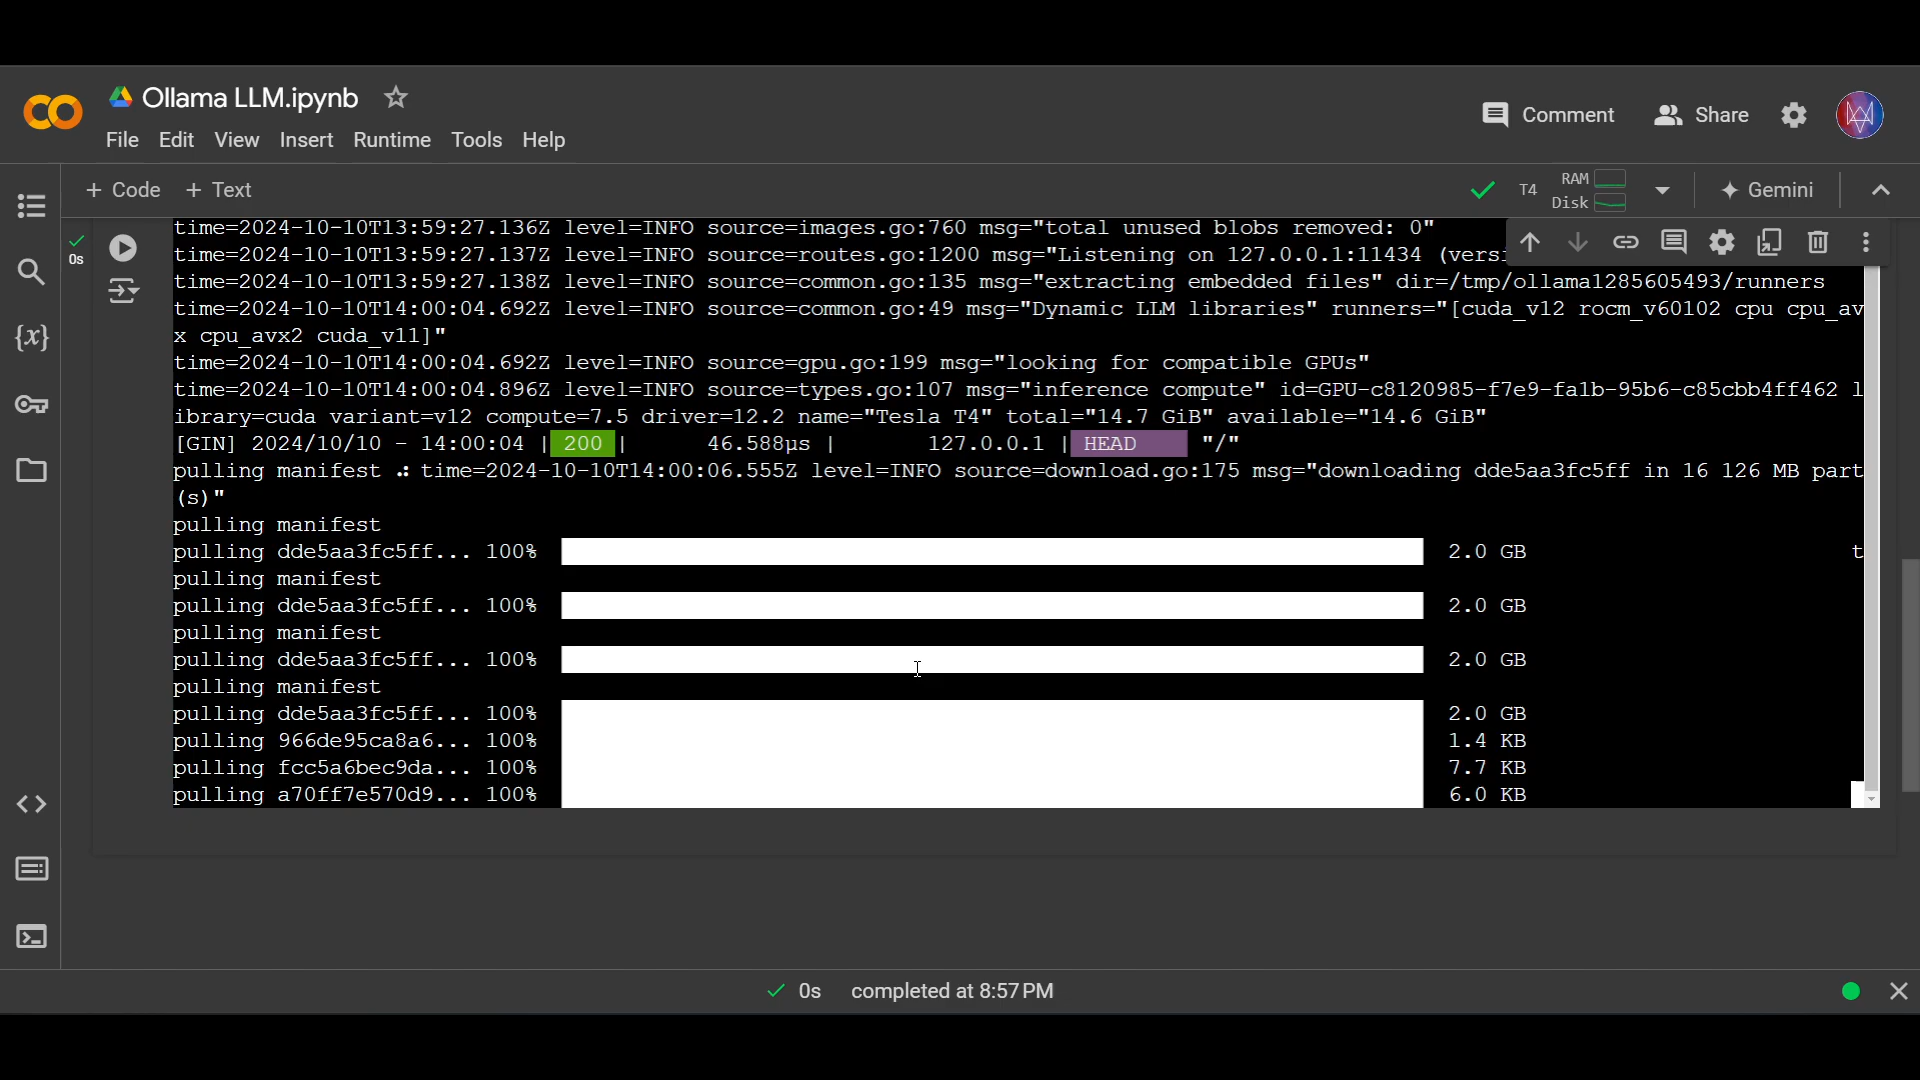 Ollama LLM.ipynb
File Edit View Insert Runtime Tools Help
Comment
Share
+ Code + Text
T4
RAM
Disk
Gemini
0s
{x}
time=2024-10-10T13:59:27.136Z level=INFO source=images.go:760 msg="total unused blobs removed: 0"
time=2024-10-10T13:59:27.137Z level=INFO source=routes.go:1200 msg="Listening on 127.0.0.1:11434 (versi
time=2024-10-10T13:59:27.138Z level=INFO source=common.go:135 msg="extracting embedded files" dir=/tmp/ollama1285605493/runners
time=2024-10-10T14:00:04.692Z level=INFO source=common.go:49 msg="Dynamic LLM libraries" runners="[cuda_v12 rocm_v60102 cpu cpu_av
x cpu_avx2 cuda_v11]"
time=2024-10-10T14:00:04.692Z level=INFO source=gpu.go:199 msg="looking for compatible GPUs"
time=2024-10-10T14:00:04.896Z level=INFO source=types.go:107 msg="inference compute" id=GPU-c8120985-f7e9-fa1b-95b6-c85cbb4ff462 l
ibrary=cuda variant=v12 compute=7.5 driver=12.2 name="Tesla T4" total="14.7 GiB" available="14.6 GiB"
[GIN] 2024/10/10 - 14:00:04 | 200 | 46.588µs | 127.0.0.1 | HEAD "/"
pulling manifest ⠴ time=2024-10-10T14:00:06.555Z level=INFO source=download.go:175 msg="downloading dde5aa3fc5ff in 16 126 MB part
(s)"
pulling manifest
pulling dde5aa3fc5ff... 100% 2.0 GB t
pulling manifest
pulling dde5aa3fc5ff... 100% 2.0 GB
pulling manifest
pulling dde5aa3fc5ff... 100% 2.0 GB
pulling manifest
pulling dde5aa3fc5ff... 100% 2.0 GB
pulling 966de95ca8a6... 100% 1.4 KB
pulling fcc5a6bec9da... 100% 7.7 KB
pulling a70ff7e570d9... 100% 6.0 KB
0s completed at 8:57 PM